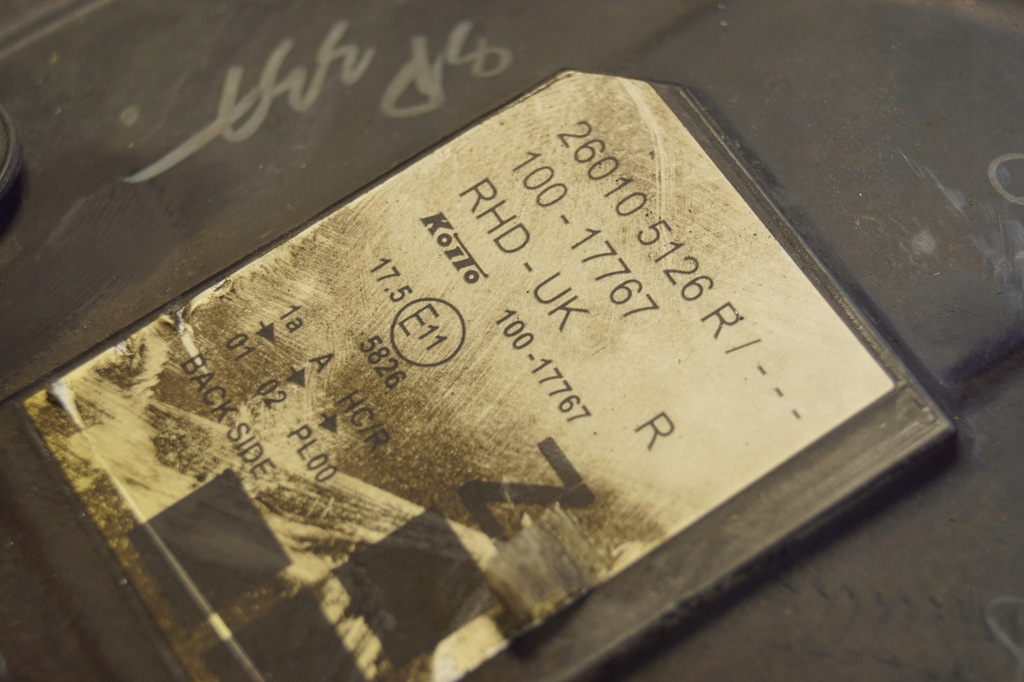 26010 5126 R / ---
100 - 17767
RHD - UK
KOITO
100-17767 R
17.5 E11
5826
1a A HC/R
01 02 PL00
BACK SIDE